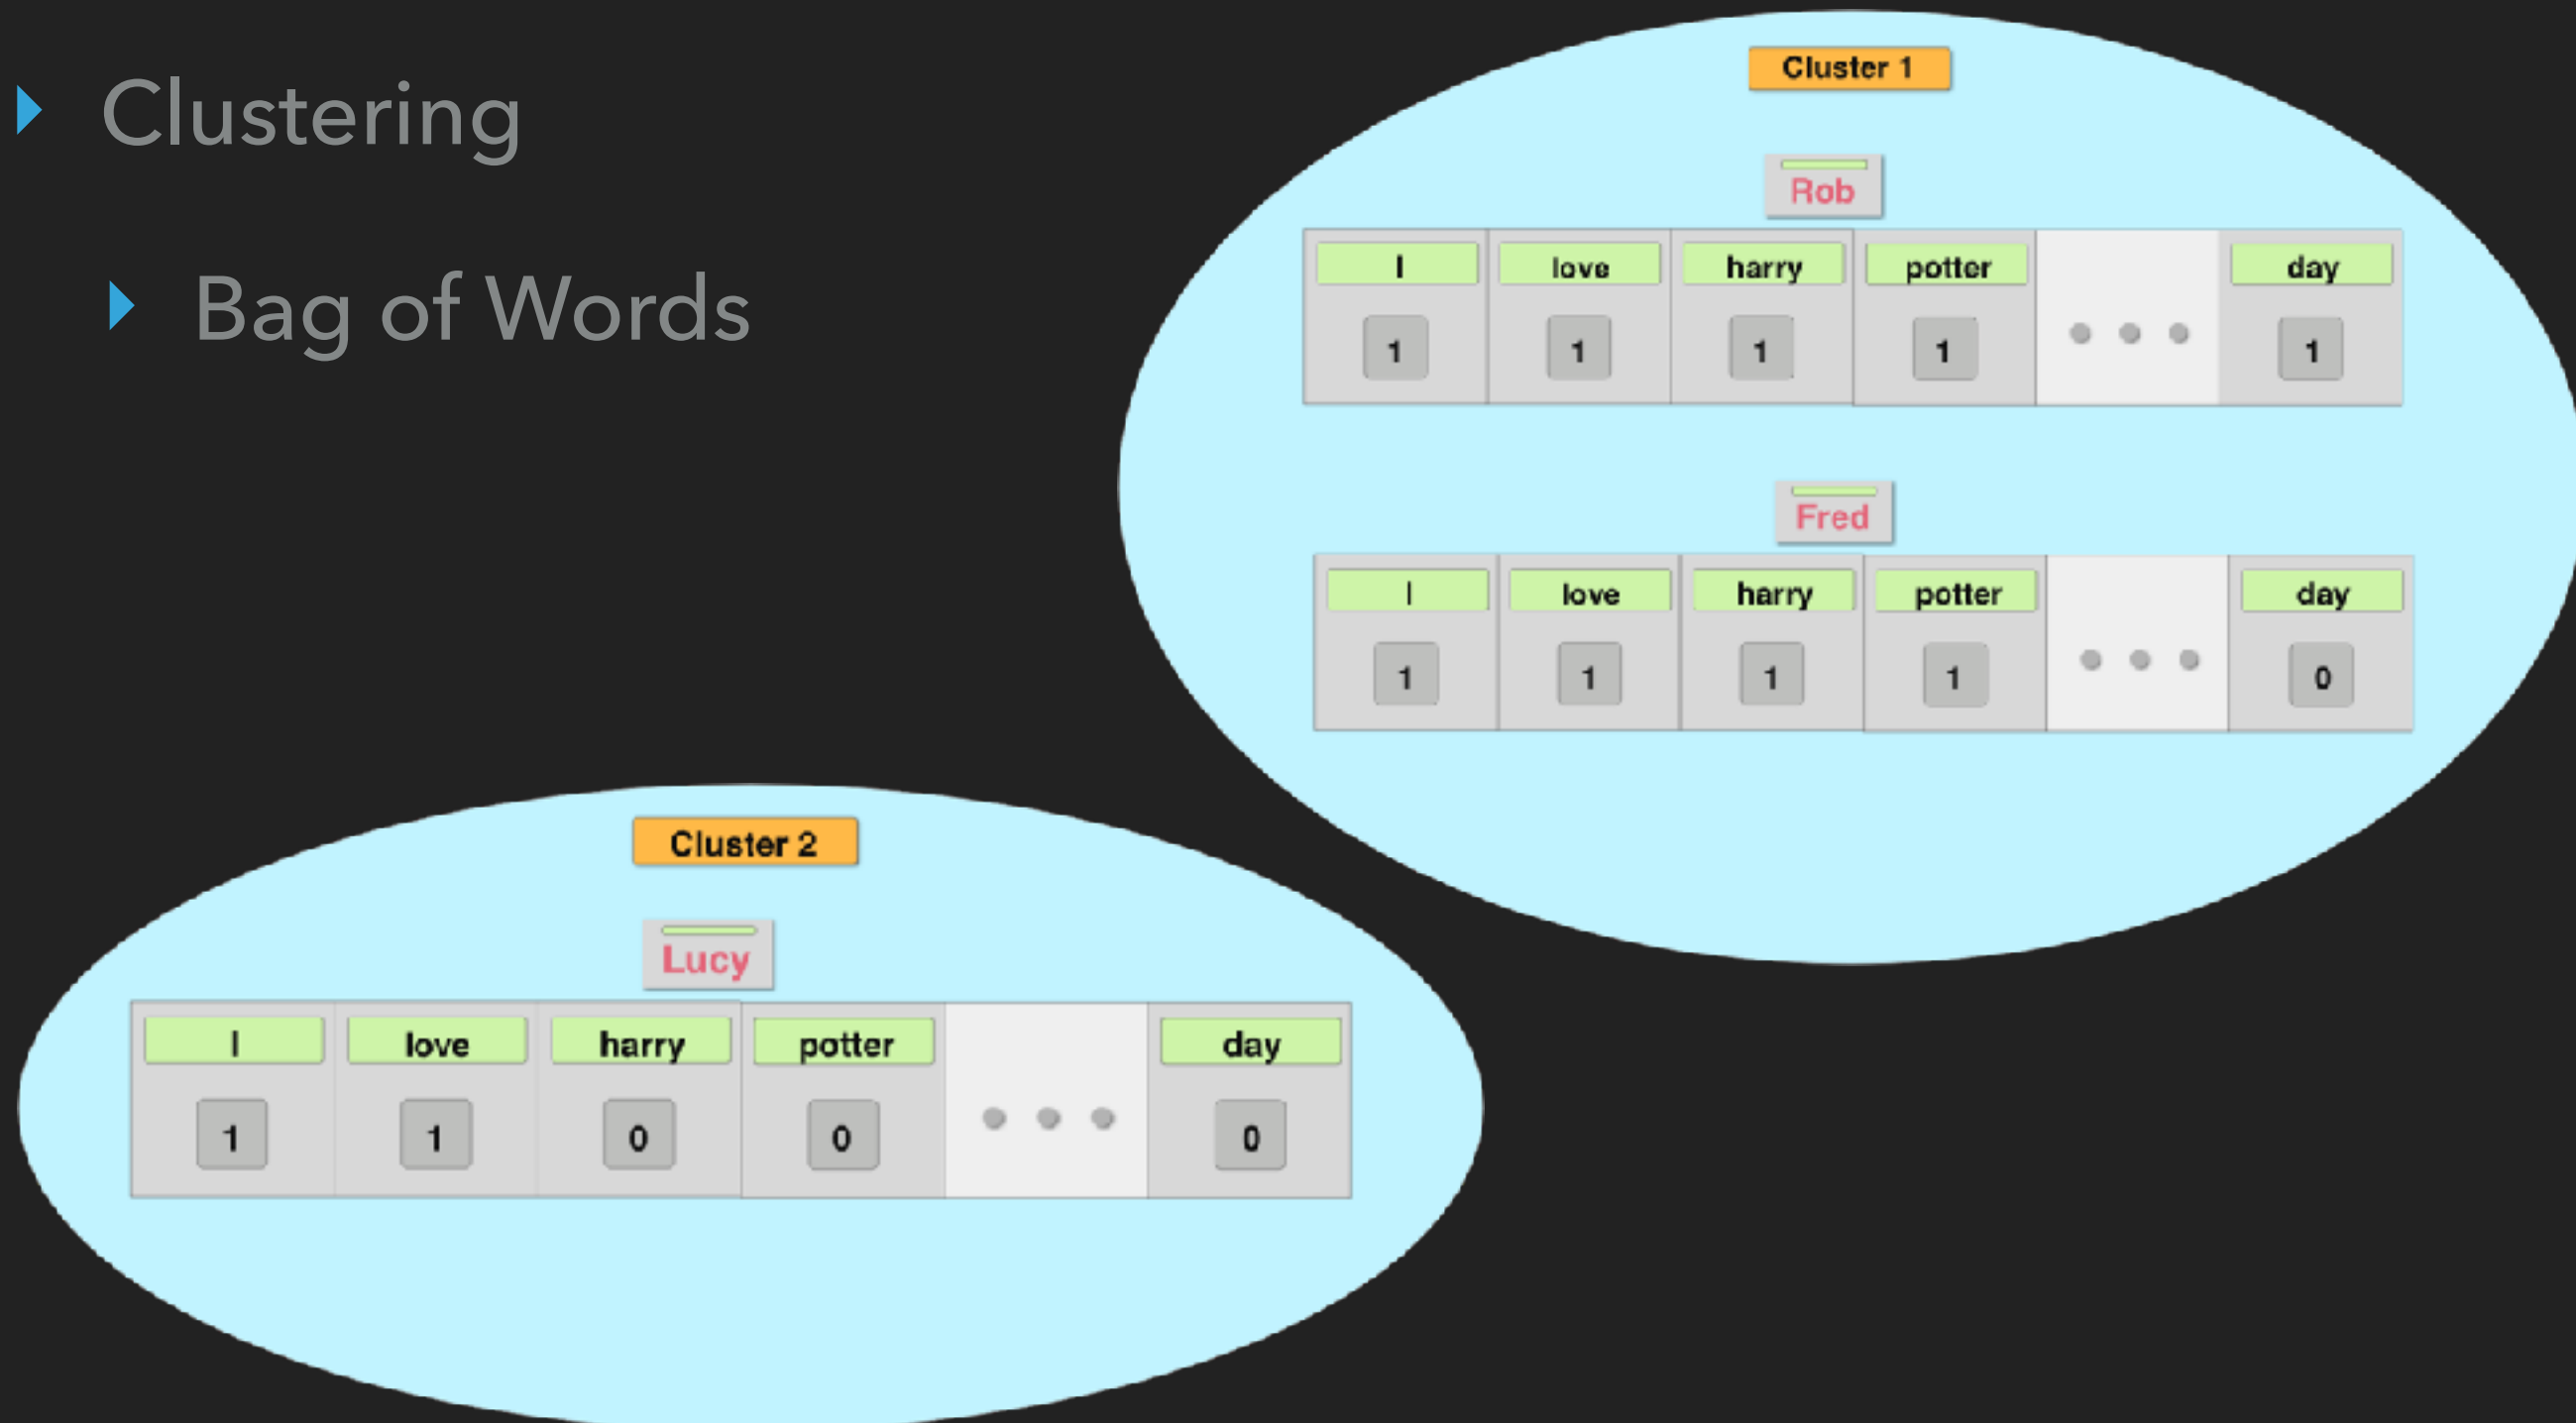 Clustering
Bag of Words
Cluster 1
Rob
I love harry potter day
1 1 1 1 1
Fred
I love harry potter day
1 1 1 1 0
Cluster 2
Lucy
I love harry potter day
1 1 0 0 0